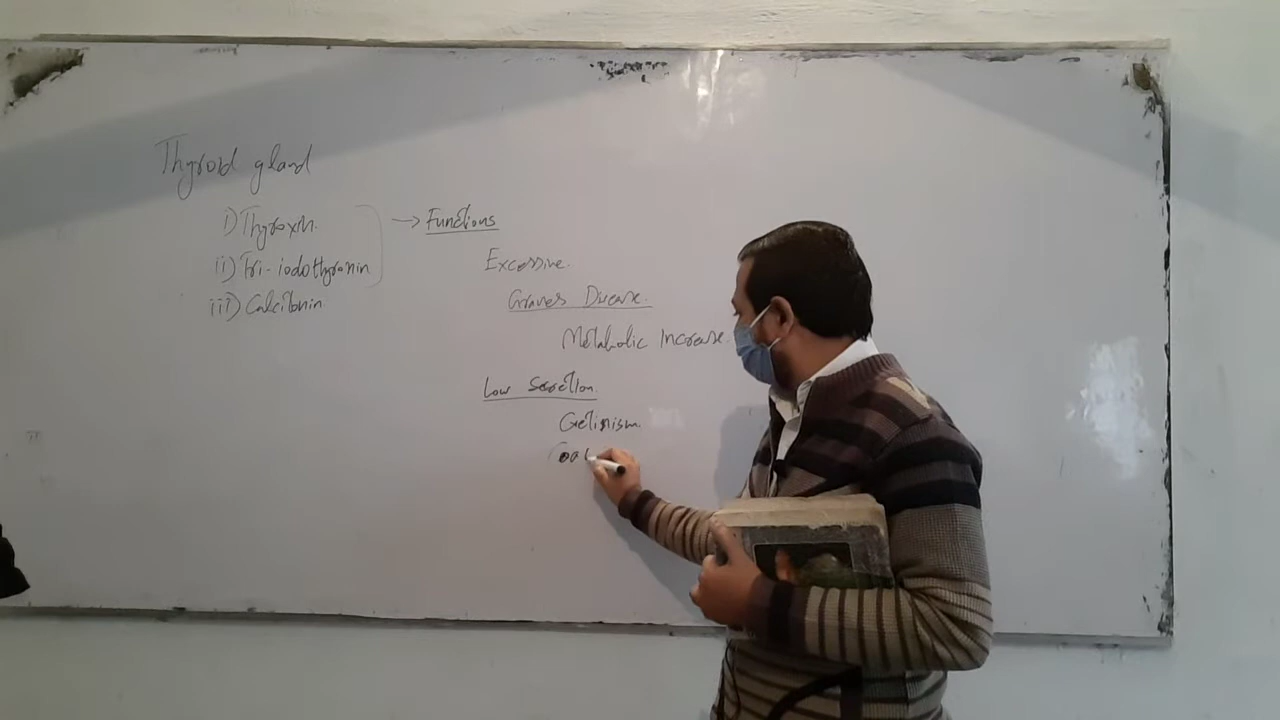 Thyroid gland
i) Thyroxin.
ii) Tri-iodothyronin
iii) Calcitonin
→ Functions
Excessive.
Graves Disease.
Metabolic Increase.
Low Secretion.
Cretinism.